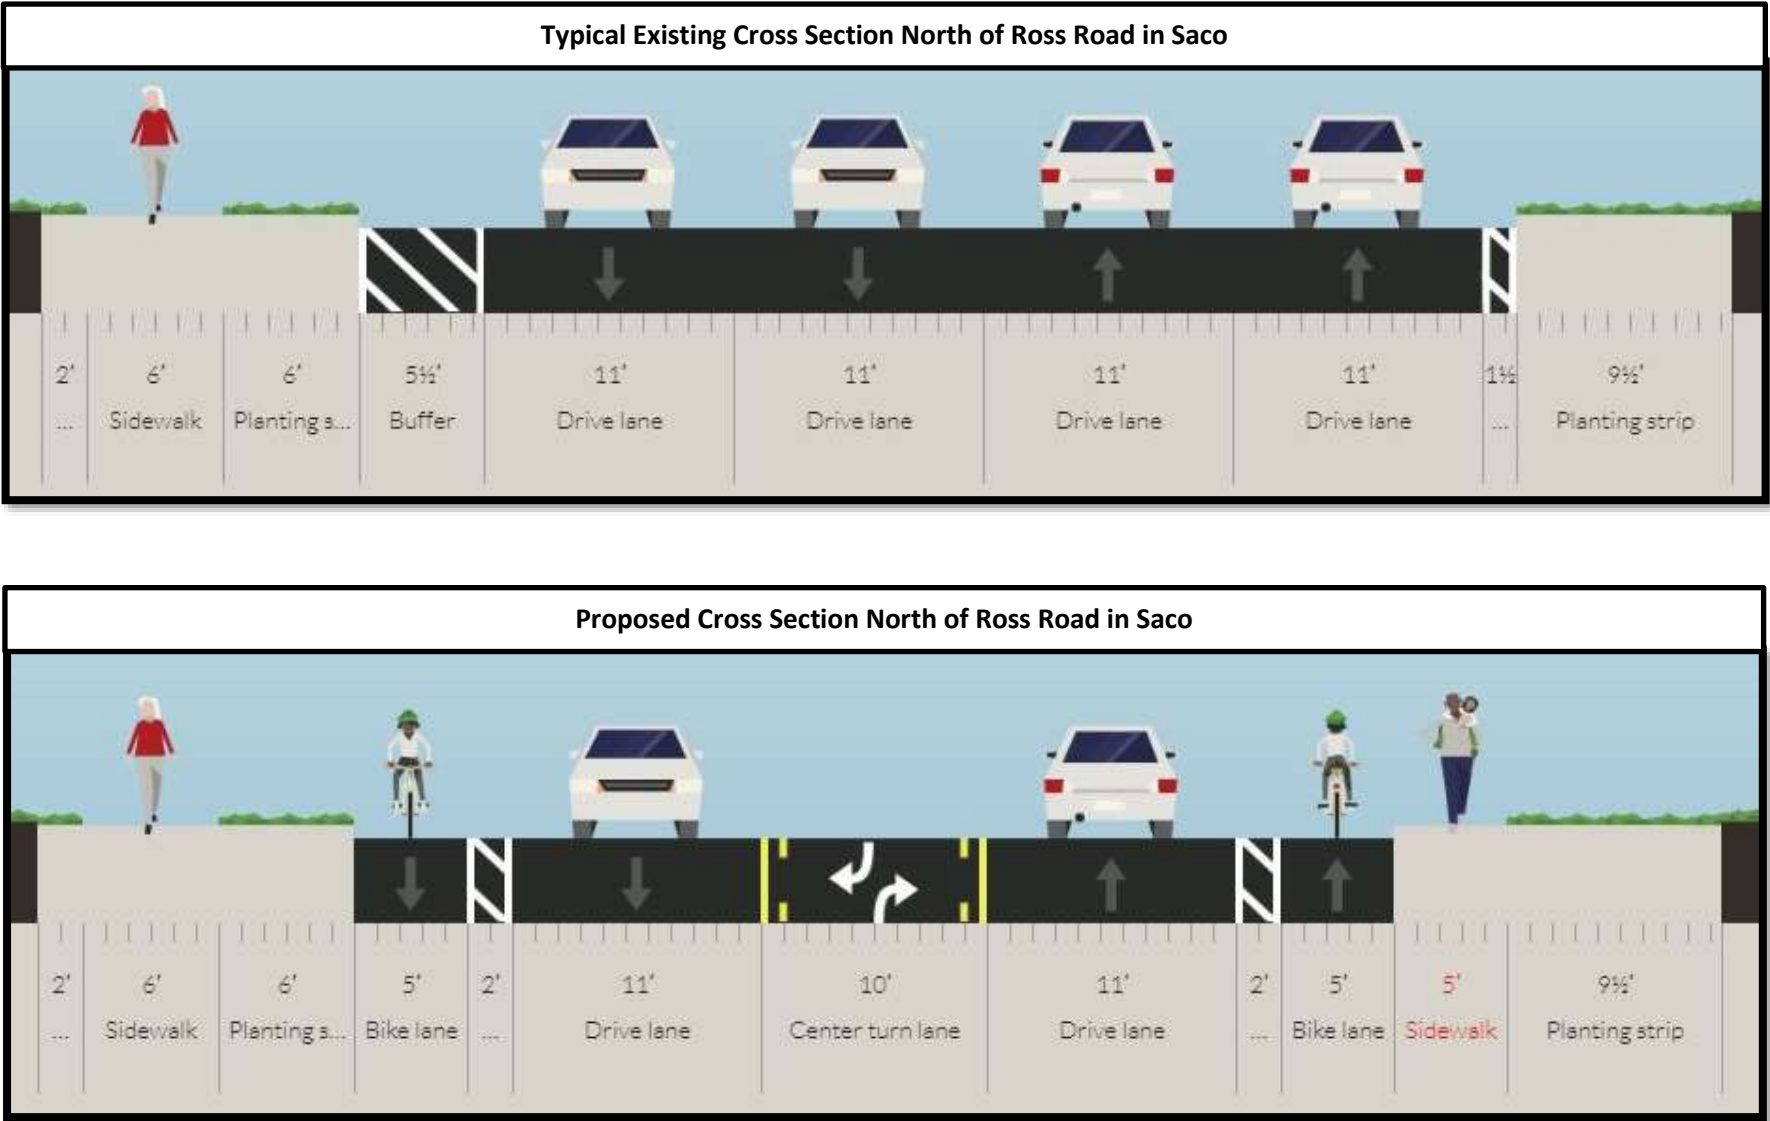 Typical Existing Cross Section North of Ross Road in Saco
2' 6' 6' 5½' 11' 11' 11' 11' 1½ 9½'
... Sidewalk Planting s... Buffer Drive lane Drive lane Drive lane Drive lane ... Planting strip
Proposed Cross Section North of Ross Road in Saco
2' 6' 6' 5' 2' 11' 10' 11' 2' 5' 5' 9½'
... Sidewalk Planting s... Bike lane ... Drive lane Center turn lane Drive lane ... Bike lane Sidewalk Planting strip